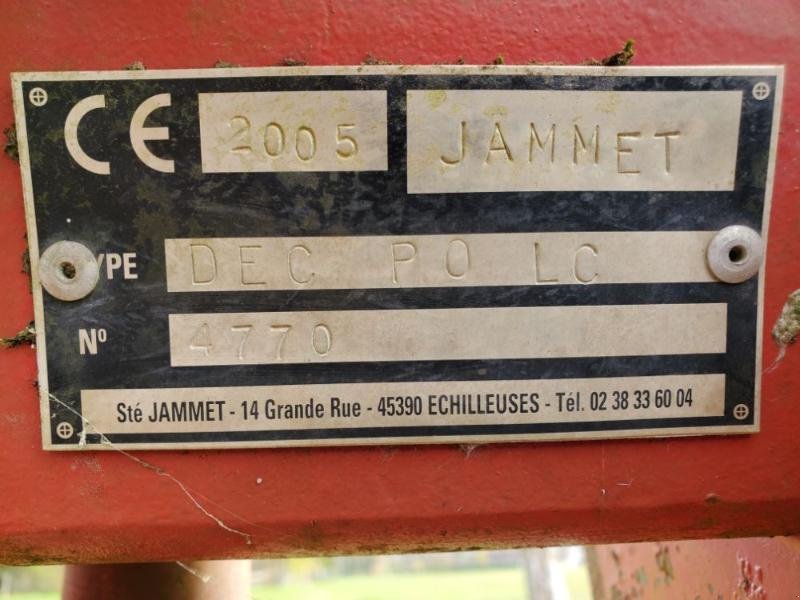 CE 2005 JAMMET
YPE DEC PO LC
Nº 4770
Sté JAMMET - 14 Grande Rue - 45390 ECHILLEUSES - Tél. 02 38 33 60 04